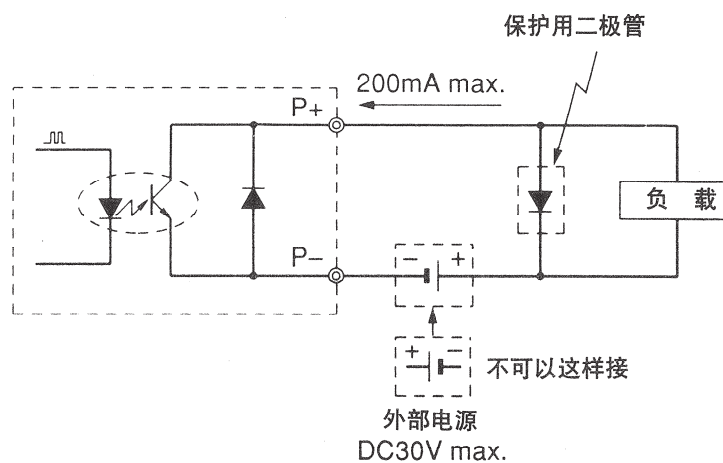 保护用二极管
200mA max.
P+
负 载
P−
− +
+ −
不可以这样接
外部电源
DC30V max.